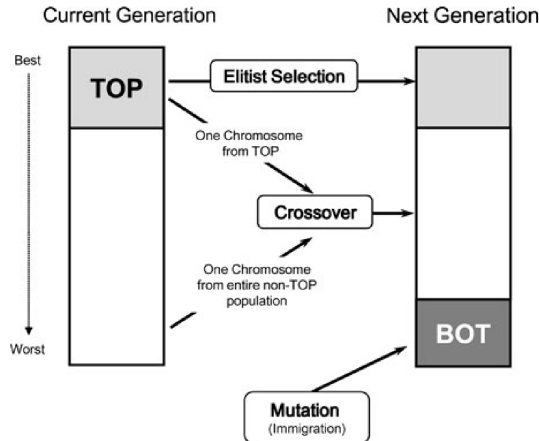 Current Generation
Next Generation
Best
TOP
Elitist Selection
One Chromosome
from TOP
Crossover
One Chromosome
from entire non-TOP
population
Worst
BOT
Mutation
(Immigration)